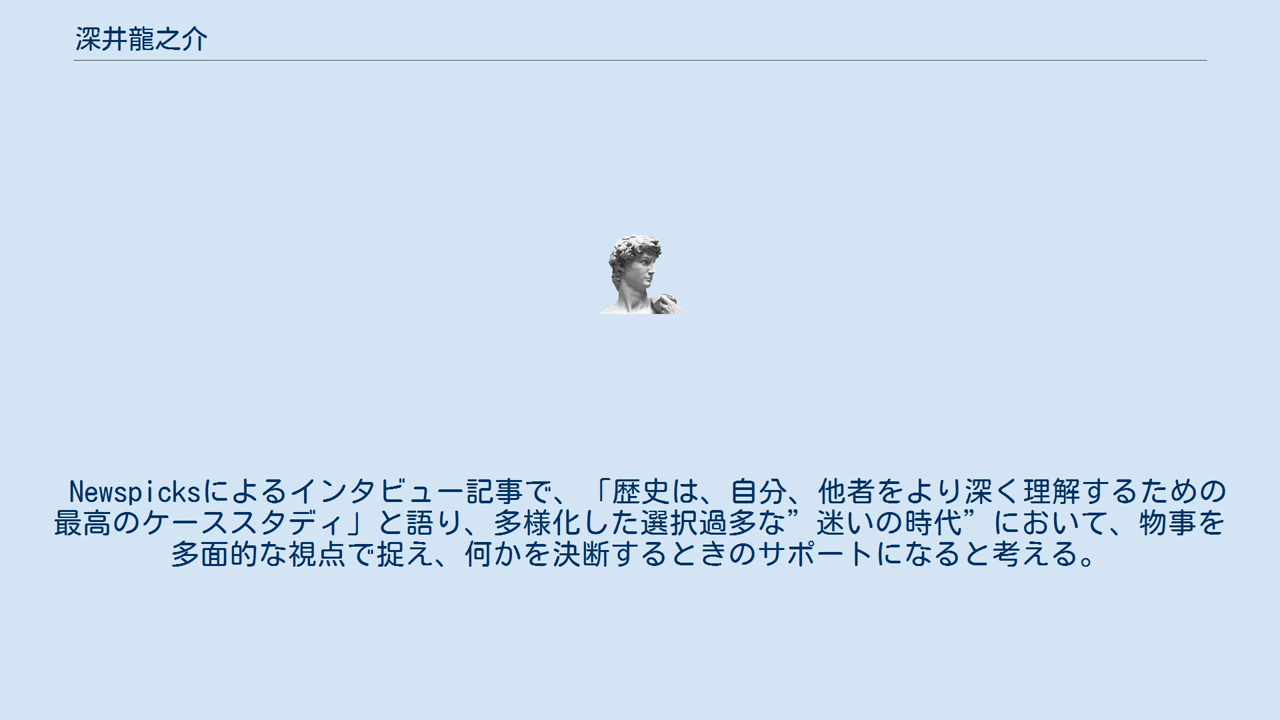 深井龍之介
Newspicksによるインタビュー記事で、「歴史は、自分、他者をより深く理解するための
最高のケーススタディ」と語り、多様化した選択過多な”迷いの時代”において、物事を
多面的な視点で捉え、何かを決断するときのサポートになると考える。